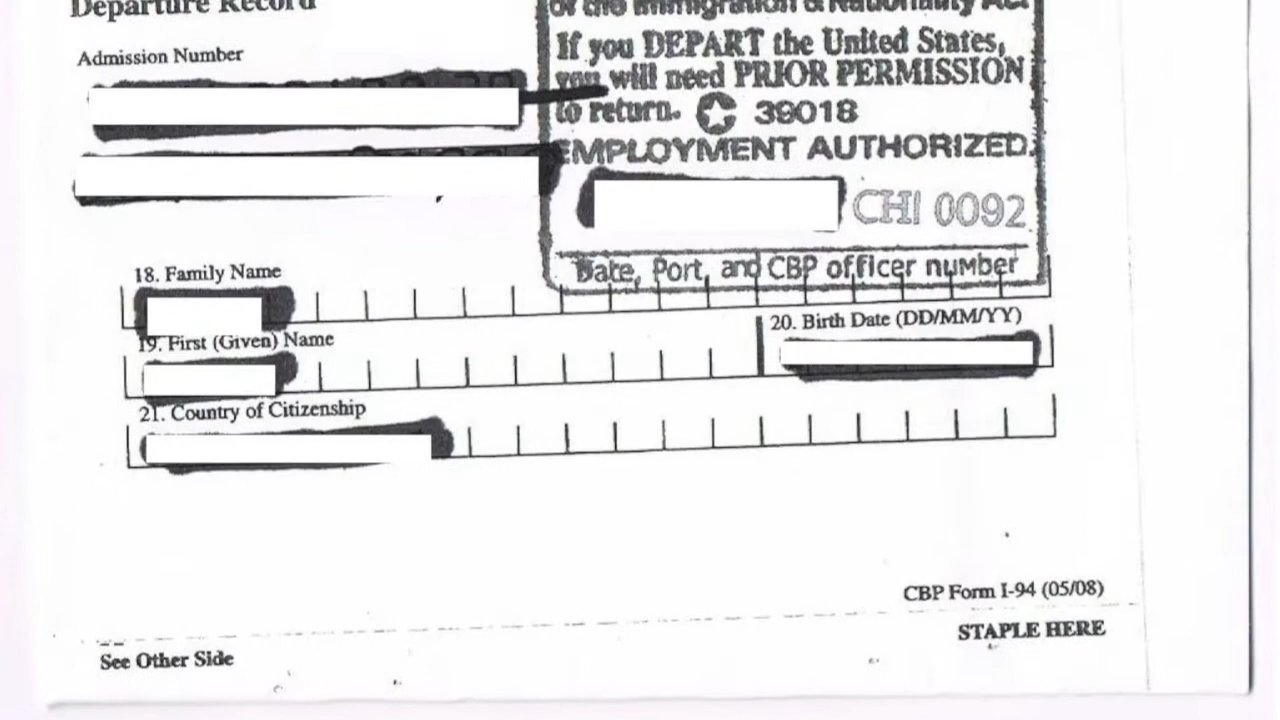 Departure Record
of the Immigration & Nationality Act.
Admission Number
If you DEPART the United States,
you will need PRIOR PERMISSION
to return. 39018
EMPLOYMENT AUTHORIZED.
CHI 0092
Date, Port, and CBP officer number
18. Family Name
19. First (Given) Name
20. Birth Date (DD/MM/YY)
21. Country of Citizenship
CBP Form I-94 (05/08)
STAPLE HERE
See Other Side